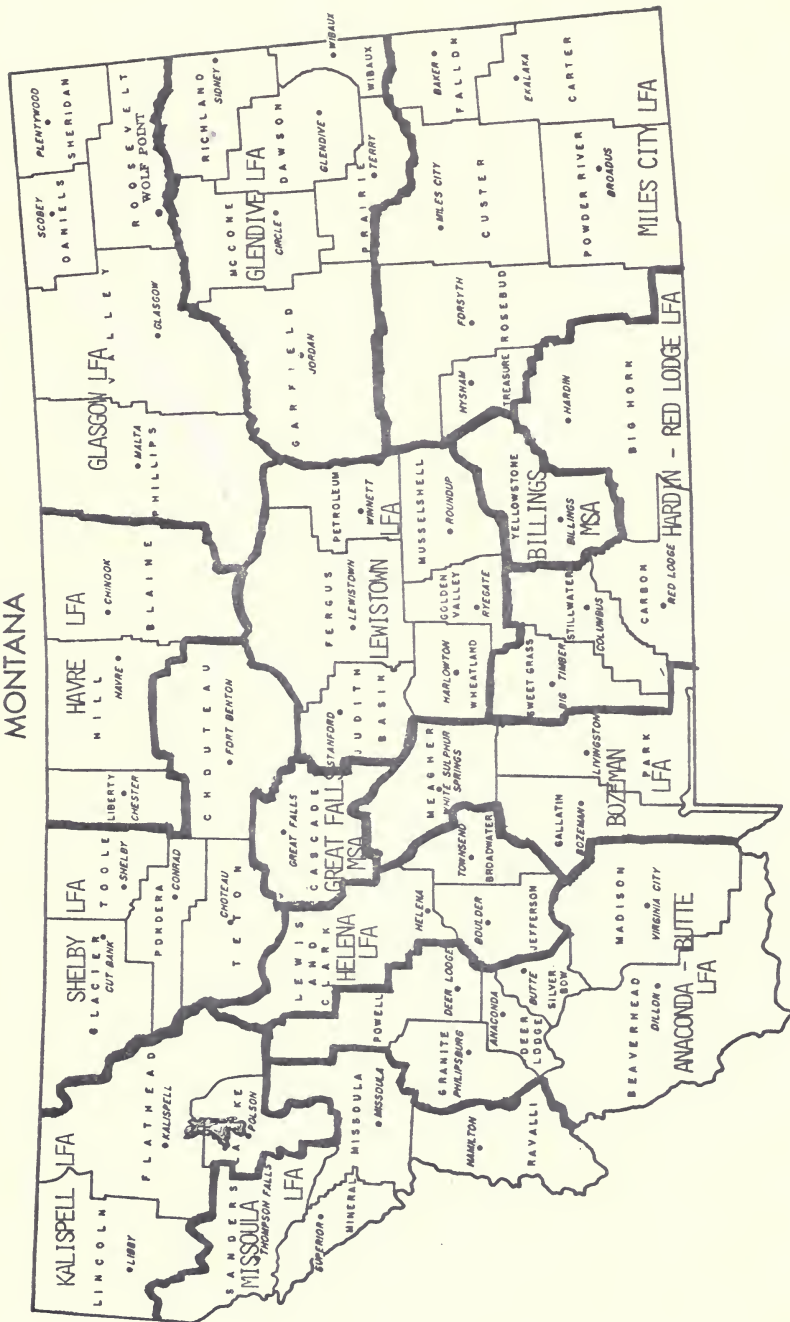 MONTANA
KALISPELL LFA
LINCOLN
LIBBY
FLATHEAD
KALISPELL
LAKE
POLSON
SANDERS
MISSOULA LFA
THOMPSON FALLS
SUPERIOR
MINERAL
MISSOULA
MISSOULA
HAMILTON
RAVALLI
SHELBY LFA
GLACIER
CUT BANK
TOOLE
SHELBY
PONDERA
CONRAD
TETON
CHOTEAU
LEWIS
AND
CLARK
HELENA
LFA
HELENA
POWELL
DEER LODGE
GRANITE
PHILIPSBURG
ANACONDA
DEER
LODGE
BUTTE
SILVER-
BOW
BOULDER
JEFFERSON
TOWNSEND
BROADWATER
BEAVERHEAD
DILLON
MADISON
VIRGINIA CITY
ANACONDA - BUTTE
LFA
HAVRE LFA
LIBERTY
CHESTER
HILL
HAVRE
CHINOOK
BLAINE
CHOUTEAU
FORT BENTON
GREAT FALLS
CASCADE
GREAT FALLS
MSA
STANFORD
JUDITH
BASIN
FERGUS
LEWISTOWN
LEWISTOWN LFA
PETROLEUM
WINNETT
MEAGHER
WHITE SULPHUR
SPRINGS
HARLOWTON
WHEATLAND
GOLDEN
VALLEY
RYEGATE
MUSSELSHELL
ROUNDUP
GALLATIN
BOZEMAN
BOZEMAN
LFA
LIVINGSTON
PARK
SWEET GRASS
BIG TIMBER
STILLWATER
COLUMBUS
CARBON
RED LODGE
YELLOWSTONE
BILLINGS
BILLINGS
MSA
BIG HORN
HARDIN
HARDIN - RED LODGE LFA
GLASGOW LFA
MALTA
PHILLIPS
VALLEY
GLASGOW
SCOBEY
DANIELS
PLENTYWOOD
SHERIDAN
ROOSEVELT
WOLF POINT
GARFIELD
JORDAN
MCCONE
GLENDIVE LFA
CIRCLE
RICHLAND
SIDNEY
DAWSON
GLENDIVE
WIBAUX
WIBAUX
PRAIRIE
TERRY
HYSHAM
TREASURE
FORSYTH
ROSEBUD
MILES CITY
CUSTER
BAKER
FALLON
EKALAKA
CARTER
POWDER RIVER
BROADUS
MILES CITY LFA